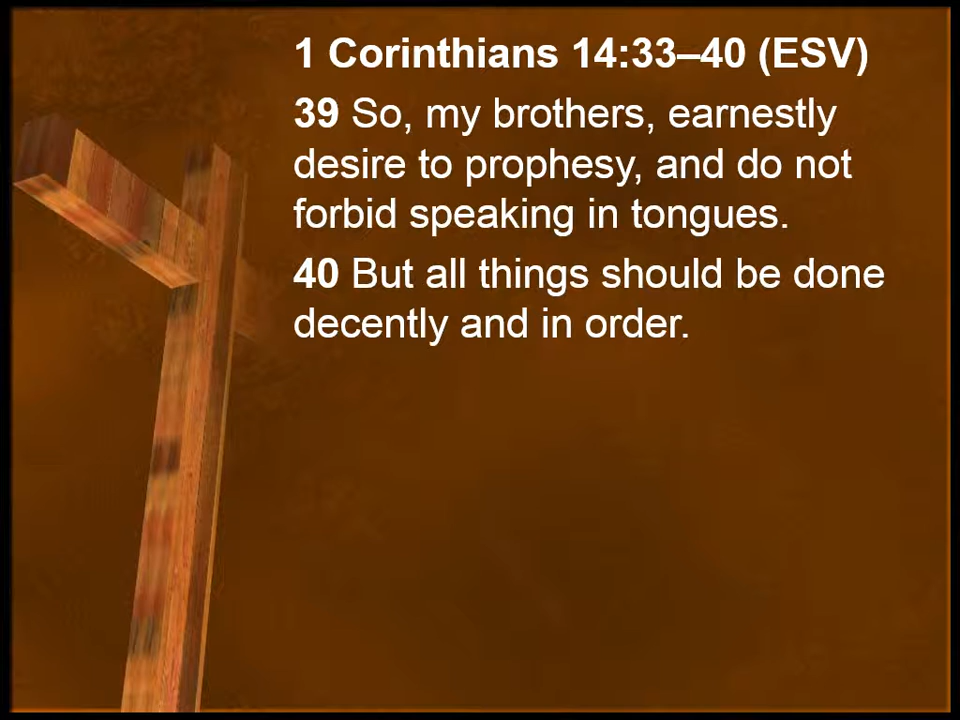 1 Corinthians 14:33–40 (ESV)
39 So, my brothers, earnestly
desire to prophesy, and do not
forbid speaking in tongues.
40 But all things should be done
decently and in order.